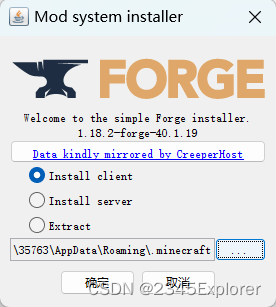 Mod system installer
FORGE
Welcome to the simple Forge installer.
1.18.2-forge-40.1.19
Data kindly mirrored by CreeperHost
Install client
Install server
Extract
\35763\AppData\Roaming\.minecraft
...
确定
取消
CSDN @2345Explorer